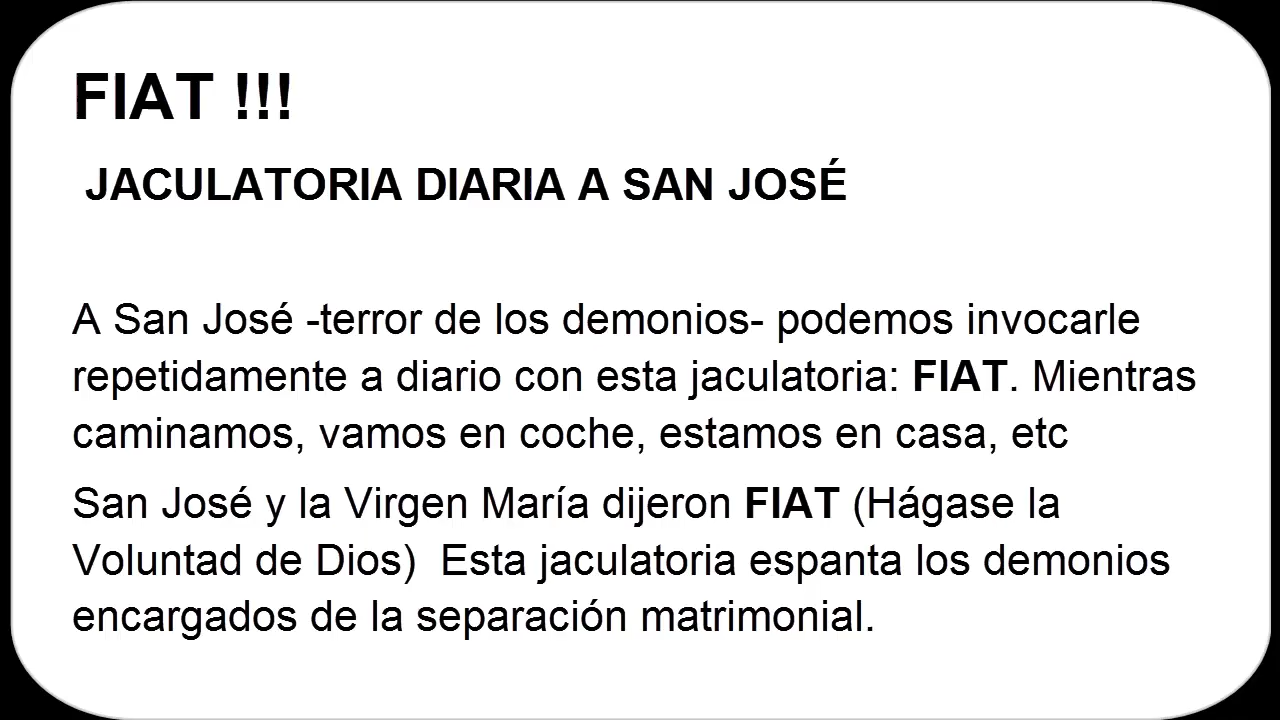 FIAT !!!
JACULATORIA DIARIA A SAN JOSÉ
A San José -terror de los demonios- podemos invocarle
repetidamente a diario con esta jaculatoria: FIAT. Mientras
caminamos, vamos en coche, estamos en casa, etc
San José y la Virgen María dijeron FIAT (Hágase la
Voluntad de Dios)  Esta jaculatoria espanta los demonios
encargados de la separación matrimonial.